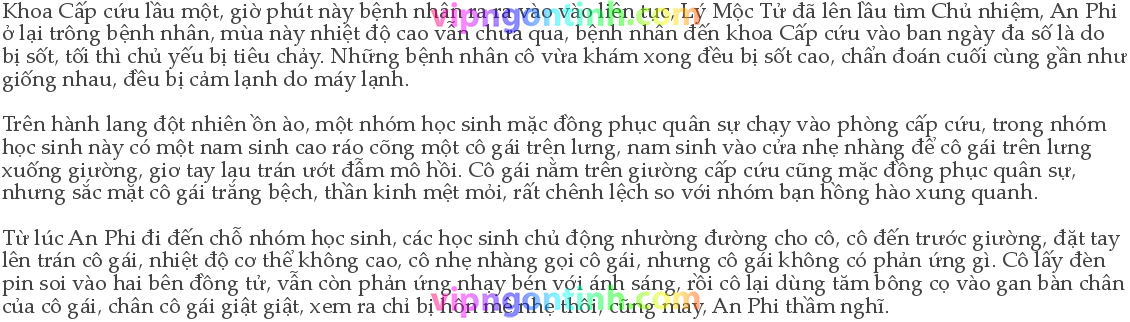 Khoa Cấp cứu lầu một, giờ phút này bệnh nhân ra ra vào vào liên tục, Lý Mộc Tử đã lên lầu tìm Chủ nhiệm, An Phi
ở lại trông bệnh nhân, mùa này nhiệt độ cao vẫn chưa qua, bệnh nhân đến khoa Cấp cứu vào ban ngày đa số là do
bị sốt, tối thì chủ yếu bị tiêu chảy. Những bệnh nhân cô vừa khám xong đều bị sốt cao, chẩn đoán cuối cùng gần như
giống nhau, đều bị cảm lạnh do máy lạnh.
Trên hành lang đột nhiên ồn ào, một nhóm học sinh mặc đồng phục quân sự chạy vào phòng cấp cứu, trong nhóm
học sinh này có một nam sinh cao ráo cõng một cô gái trên lưng, nam sinh vào cửa nhẹ nhàng để cô gái trên lưng
xuống giường, giơ tay lau trán ướt đẫm mồ hôi. Cô gái nằm trên giường cấp cứu cũng mặc đồng phục quân sự,
nhưng sắc mặt cô gái trắng bệch, thần kinh mệt mỏi, rất chênh lệch so với nhóm bạn hồng hào xung quanh.
Từ lúc An Phi đi đến chỗ nhóm học sinh, các học sinh chủ động nhường đường cho cô, cô đến trước giường, đặt tay
lên trán cô gái, nhiệt độ cơ thể không cao, cô nhẹ nhàng gọi cô gái, nhưng cô gái không có phản ứng gì. Cô lấy đèn
pin soi vào hai bên đồng tử, vẫn còn phản ứng nhạy bén với ánh sáng, rồi cô lại dùng tăm bông cọ vào gan bàn chân
của cô gái, chân cô gái giật giật, xem ra chỉ bị hôn mê nhẹ thôi, cũng may, An Phi thầm nghĩ.
vipngontinh.com
vipngontinh.com